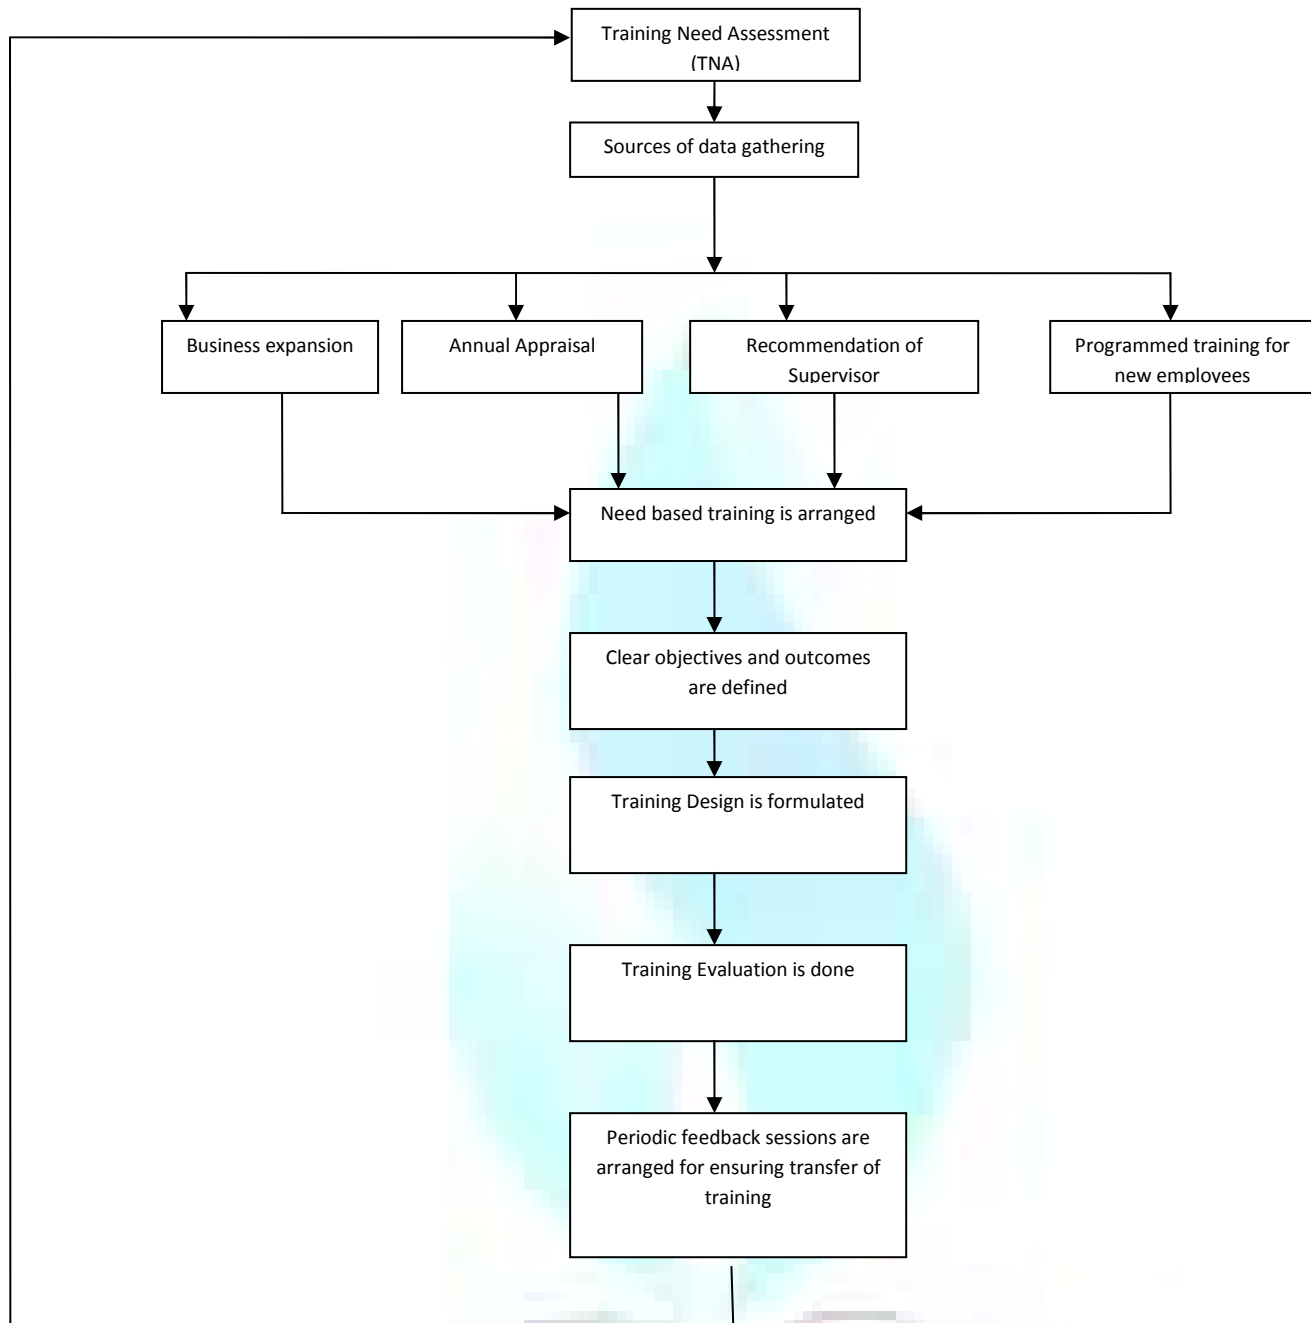 Training Need Assessment
(TNA)
Sources of data gathering
Business expansion
Annual Appraisal
Recommendation of
Supervisor
Programmed training for
new employees
Need based training is arranged
Clear objectives and outcomes
are defined
Training Design is formulated
Training Evaluation is done
Periodic feedback sessions are
arranged for ensuring transfer of
training